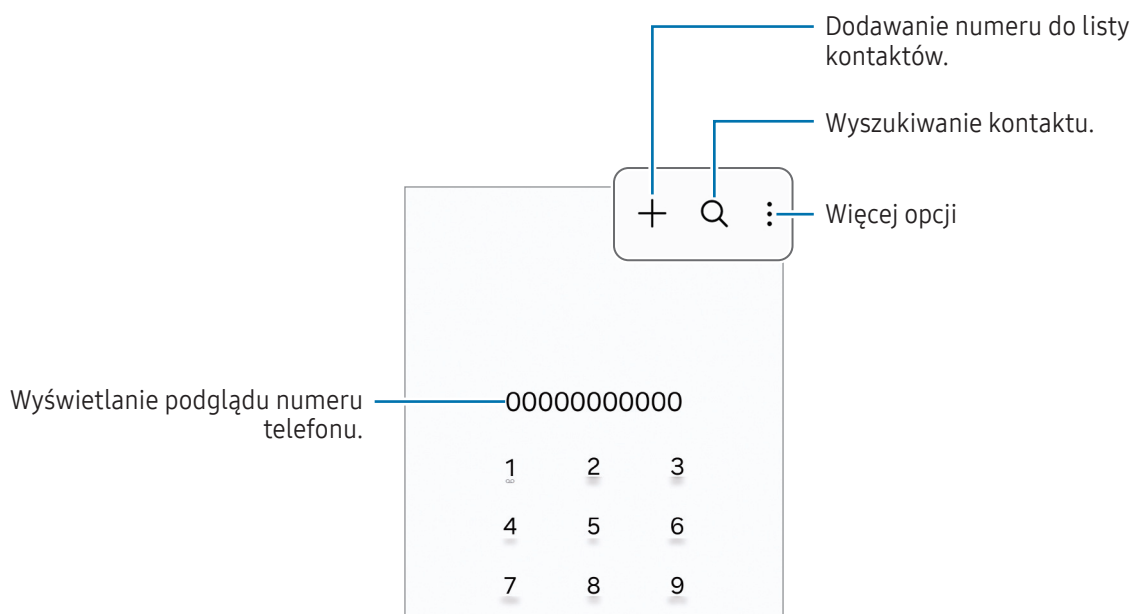 Dodawanie numeru do listy
kontaktów.
Wyszukiwanie kontaktu.
Więcej opcji
Wyświetlanie podglądu numeru
telefonu.
00000000000
1 2 3
4 5 6
7 8 9